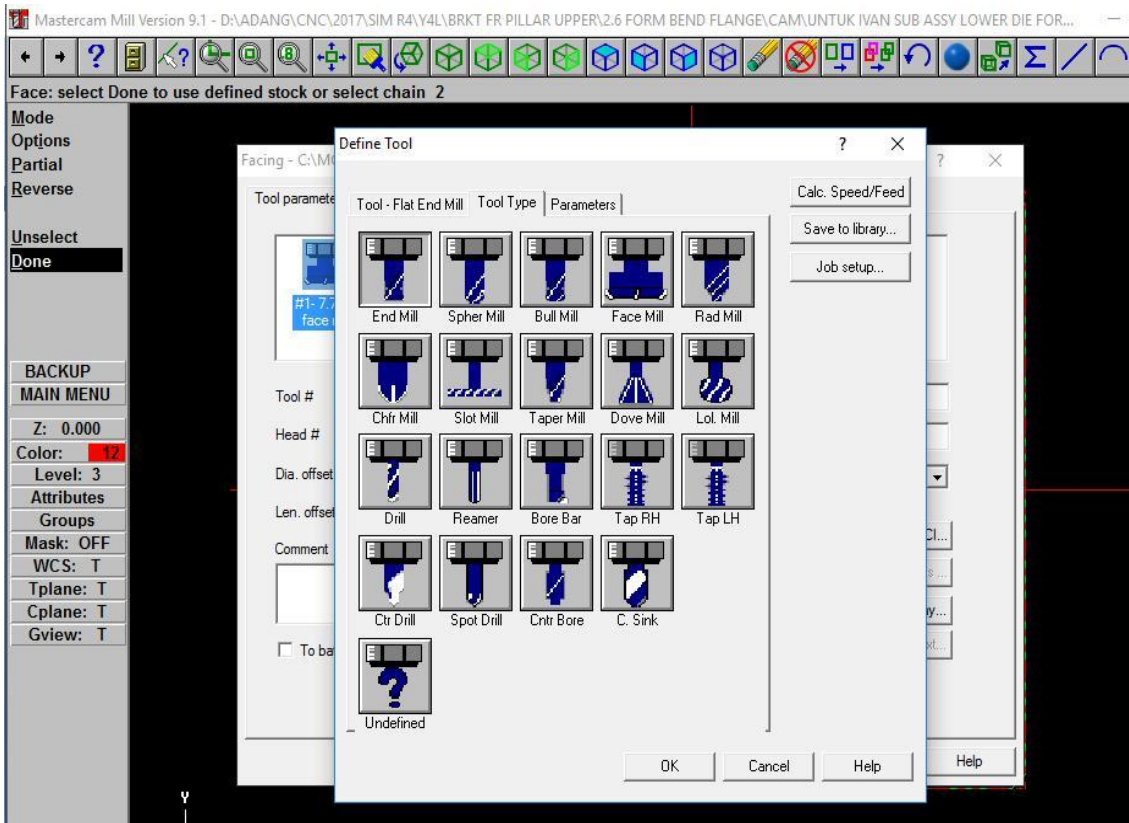 Mastercam Mill Version 9.1 - D:\ADANG\CNC\2017\SIM R4\Y4L\BRKT FR PILLAR UPPER\2.6 FORM BEND FLANGE\CAM\UNTUK IVAN SUB ASSY LOWER DIE FOR...
Face: select Done to use defined stock or select chain 2
Mode
Options
Partial
Reverse
Unselect
Done
BACKUP
MAIN MENU
Z: 0.000
Color: 12
Level: 3
Attributes
Groups
Mask: OFF
WCS: T
Tplane: T
Cplane: T
Gview: T
Facing - C:\M
Tool paramete
#1- 7.7
face
Tool #
Head #
Dia. offset
Len. offset
Comment
To ba
Define Tool
Tool - Flat End Mill Tool Type Parameters
Calc. Speed/Feed
Save to library...
Job setup...
End Mill Spher Mill Bull Mill Face Mill Rad Mill
Chfr Mill Slot Mill Taper Mill Dove Mill Lol. Mill
Drill Reamer Bore Bar Tap RH Tap LH
Ctr Drill Spot Drill Cntr Bore C. Sink
Undefined
OK Cancel Help
Help
Y